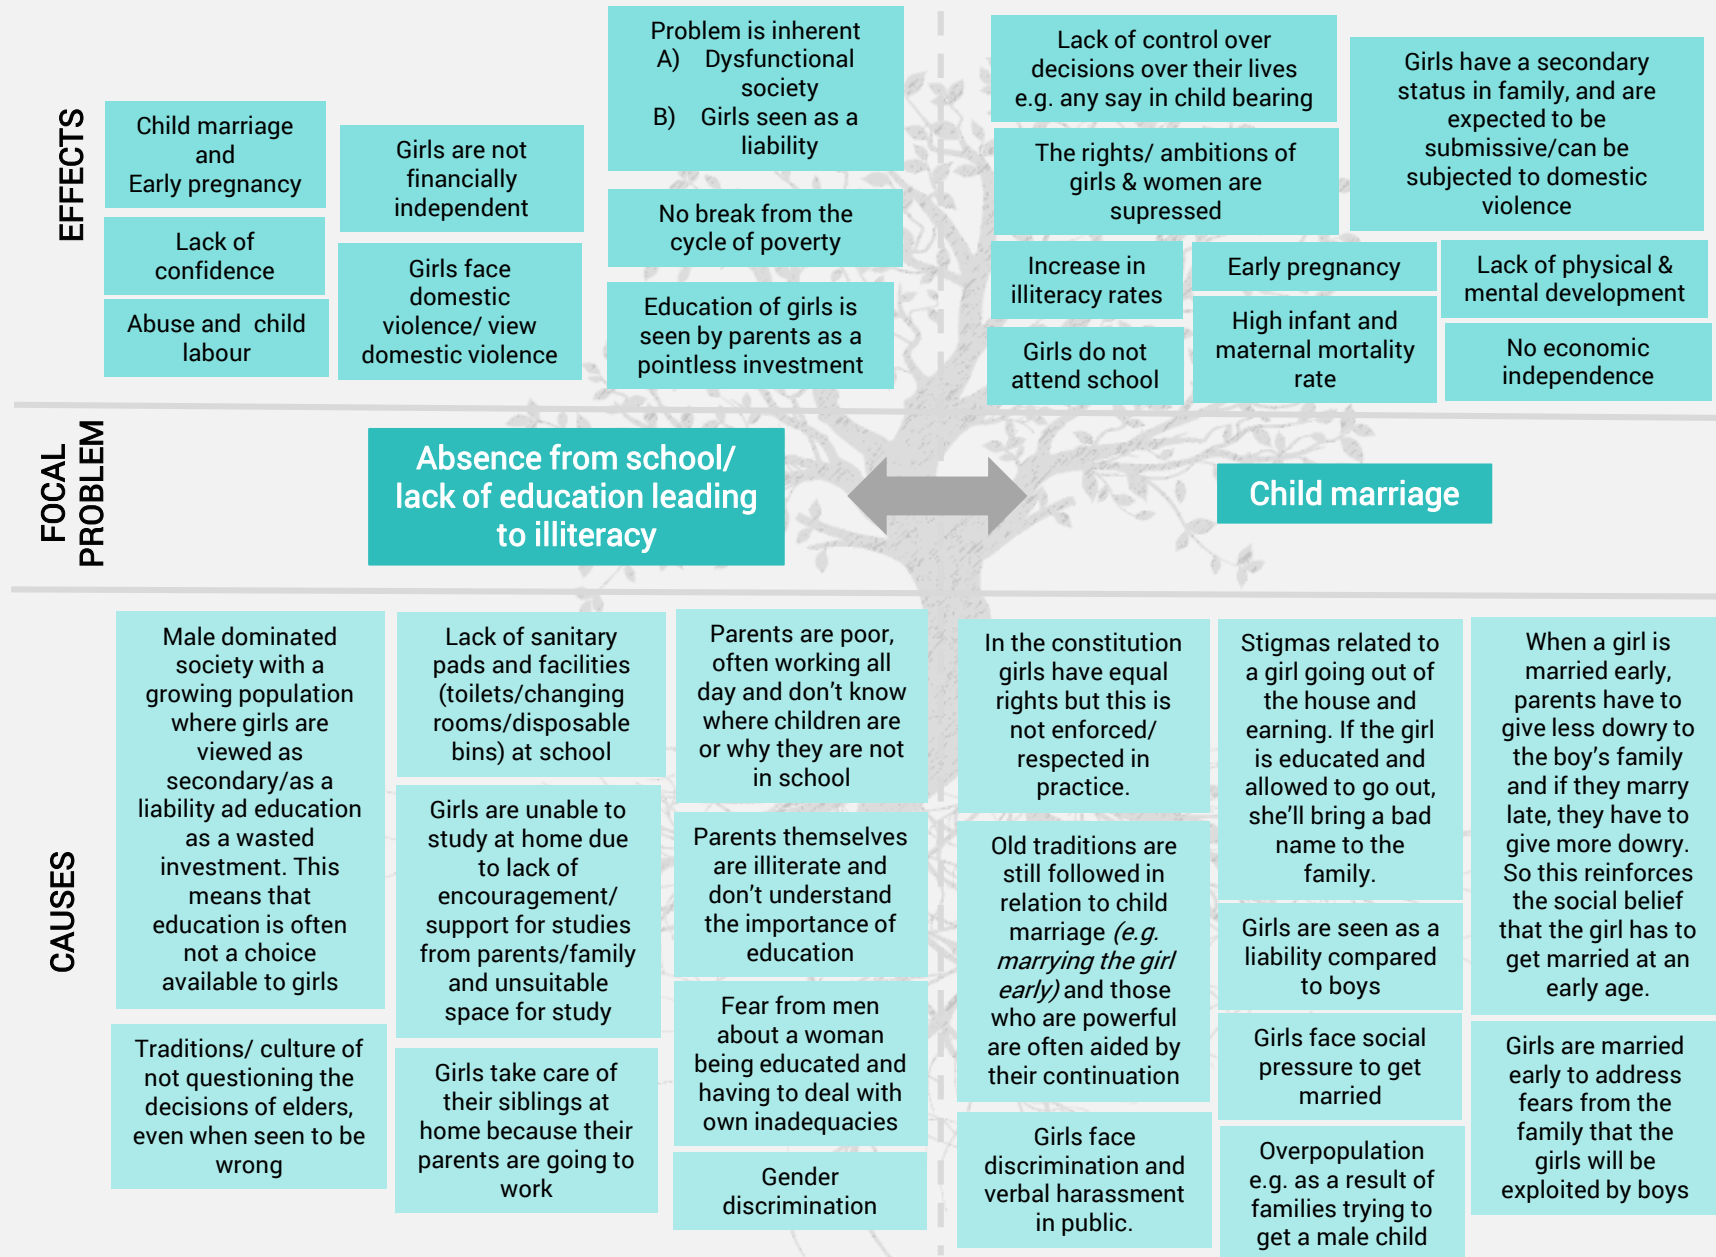 EFFECTS
Child marriage
and
Early pregnancy
Lack of
confidence
Abuse and child
labour
Girls are not
financially
independent
Girls face
domestic
violence/ view
domestic violence
Problem is inherent
A) Dysfunctional
society
B) Girls seen as a
liability
No break from the
cycle of poverty
Education of girls is
seen by parents as a
pointless investment
Lack of control over
decisions over their lives
e.g. any say in child bearing
The rights/ ambitions of
girls & women are
supressed
Girls have a secondary
status in family, and are
expected to be
submissive/can be
subjected to domestic
violence
Increase in
illiteracy rates
Girls do not
attend school
Early pregnancy
High infant and
maternal mortality
rate
Lack of physical &
mental development
No economic
independence
FOCAL
PROBLEM
Absence from school/
lack of education leading
to illiteracy
Child marriage
CAUSES
Male dominated
society with a
growing population
where girls are
viewed as
secondary/as a
liability ad education
as a wasted
investment. This
means that
education is often
not a choice
available to girls
Traditions/ culture of
not questioning the
decisions of elders,
even when seen to be
wrong
Lack of sanitary
pads and facilities
(toilets/changing
rooms/disposable
bins) at school
Girls are unable to
study at home due
to lack of
encouragement/
support for studies
from parents/family
and unsuitable
space for study
Girls take care of
their siblings at
home because their
parents are going to
work
Parents are poor,
often working all
day and don’t know
where children are
or why they are not
in school
Parents themselves
are illiterate and
don’t understand
the importance of
education
Fear from men
about a woman
being educated and
having to deal with
own inadequacies
Gender
discrimination
In the constitution
girls have equal
rights but this is
not enforced/
respected in
practice.
Old traditions are
still followed in
relation to child
marriage (e.g.
marrying the girl
early) and those
who are powerful
are often aided by
their continuation
Girls face
discrimination and
verbal harassment
in public.
Stigmas related to
a girl going out of
the house and
earning. If the girl
is educated and
allowed to go out,
she’ll bring a bad
name to the
family.
Girls are seen as a
liability compared
to boys
Girls face social
pressure to get
married
Overpopulation
e.g. as a result of
families trying to
get a male child
When a girl is
married early,
parents have to
give less dowry to
the boy’s family
and if they marry
late, they have to
give more dowry.
So this reinforces
the social belief
that the girl has to
get married at an
early age.
Girls are married
early to address
fears from the
family that the
girls will be
exploited by boys